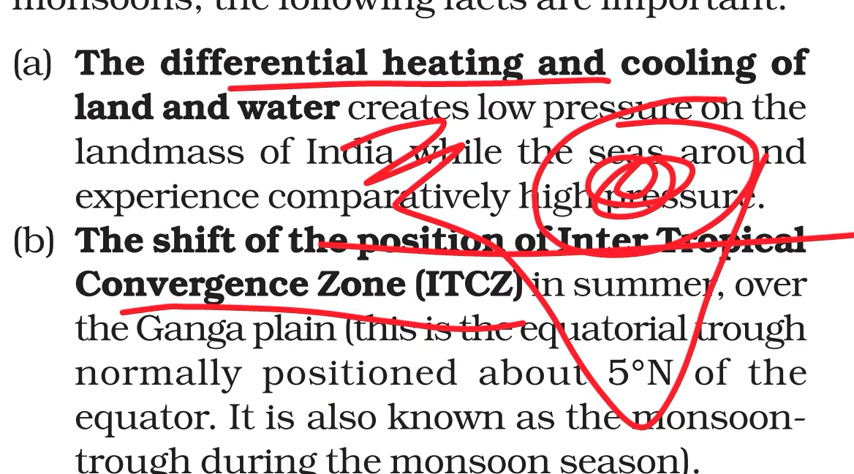 monsoons, the following facts are important:
(a) The differential heating and cooling of
land and water creates low pressure on the
landmass of India while the seas around
experience comparatively high pressure.
(b) The shift of the position of Inter Tropical
Convergence Zone (ITCZ) in summer, over
the Ganga plain (this is the equatorial trough
normally positioned about 5°N of the
equator. It is also known as the monsoon-
trough during the monsoon season).